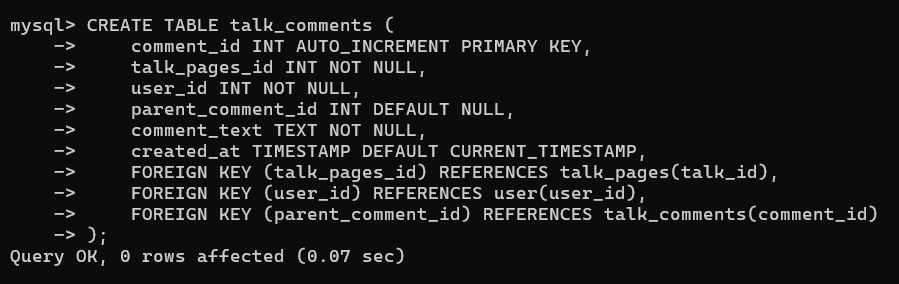 mysql> CREATE TABLE talk_comments (
    ->     comment_id INT AUTO_INCREMENT PRIMARY KEY,
    ->     talk_pages_id INT NOT NULL,
    ->     user_id INT NOT NULL,
    ->     parent_comment_id INT DEFAULT NULL,
    ->     comment_text TEXT NOT NULL,
    ->     created_at TIMESTAMP DEFAULT CURRENT_TIMESTAMP,
    ->     FOREIGN KEY (talk_pages_id) REFERENCES talk_pages(talk_id),
    ->     FOREIGN KEY (user_id) REFERENCES user(user_id),
    ->     FOREIGN KEY (parent_comment_id) REFERENCES talk_comments(comment_id)
    -> );
Query OK, 0 rows affected (0.07 sec)